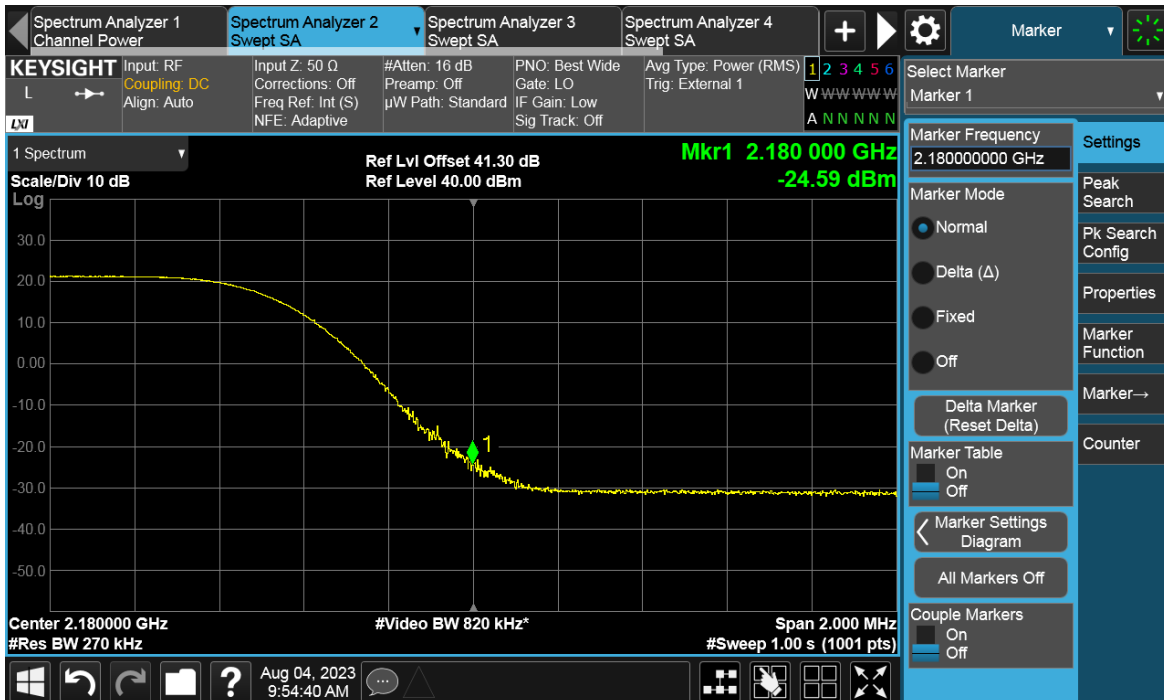 Spectrum Analyzer 1
Channel Power
Spectrum Analyzer 2
Swept SA
Spectrum Analyzer 3
Swept SA
Spectrum Analyzer 4
Swept SA
Marker
KEYSIGHT
L
LXI
Input: RF
Coupling: DC
Align: Auto
Input Z: 50 Ω
Corrections: Off
Freq Ref: Int (S)
NFE: Adaptive
#Atten: 16 dB
Preamp: Off
µW Path: Standard
PNO: Best Wide
Gate: LO
IF Gain: Low
Sig Track: Off
Avg Type: Power (RMS)
Trig: External 1
1 2 3 4 5 6
W W W W W W
A N N N N N
Select Marker
Marker 1
1 Spectrum
Scale/Div 10 dB
Log
Ref Lvl Offset 41.30 dB
Ref Level 40.00 dBm
Mkr1 2.180 000 GHz
-24.59 dBm
30.0
20.0
10.0
0.00
-10.0
-20.0
-30.0
-40.0
-50.0
1
Center 2.180000 GHz
#Res BW 270 kHz
#Video BW 820 kHz*
Span 2.000 MHz
#Sweep 1.00 s (1001 pts)
Marker Frequency
2.180000000 GHz
Marker Mode
Normal
Delta (Δ)
Fixed
Off
Delta Marker
(Reset Delta)
Marker Table
On
Off
Marker Settings
Diagram
All Markers Off
Couple Markers
On
Off
Settings
Peak
Search
Pk Search
Config
Properties
Marker
Function
Marker→
Counter
?
Aug 04, 2023
9:54:40 AM